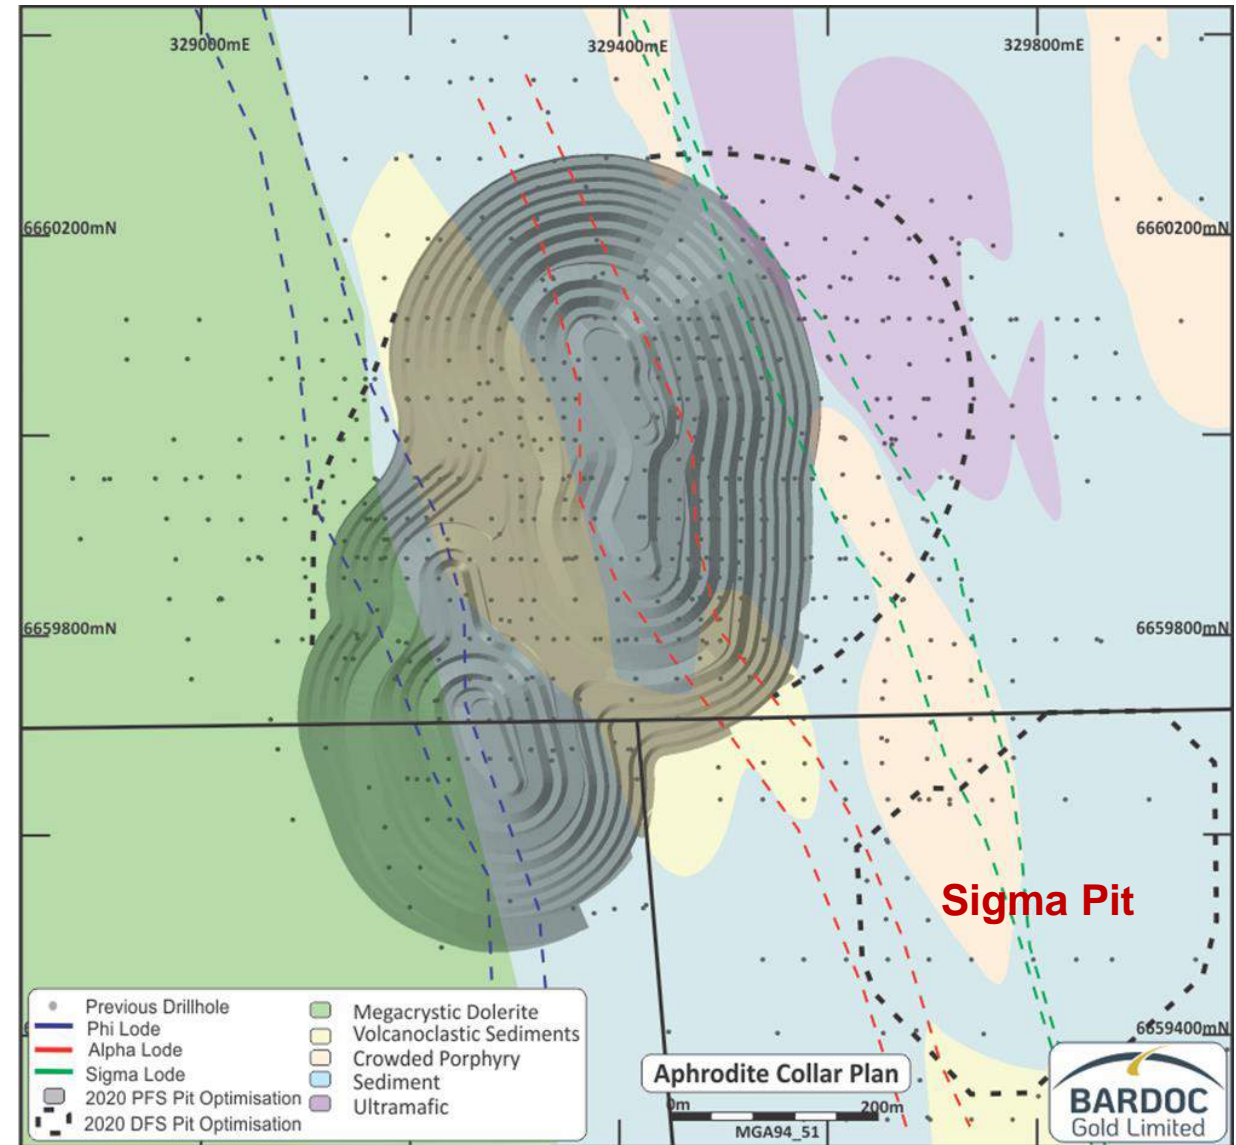 329000mE
329400mE
329800mE
6660200mN
6660200mN
6659800mN
6659800mN
Sigma Pit
6659400mN
Previous Drillhole
Phi Lode
Alpha Lode
Sigma Lode
2020 PFS Pit Optimisation
2020 DFS Pit Optimisation
Megacrystic Dolerite
Volcanoclastic Sediments
Crowded Porphyry
Sediment
Ultramafic
Aphrodite Collar Plan
0m 200m
MGA94_51
BARDOC
Gold Limited